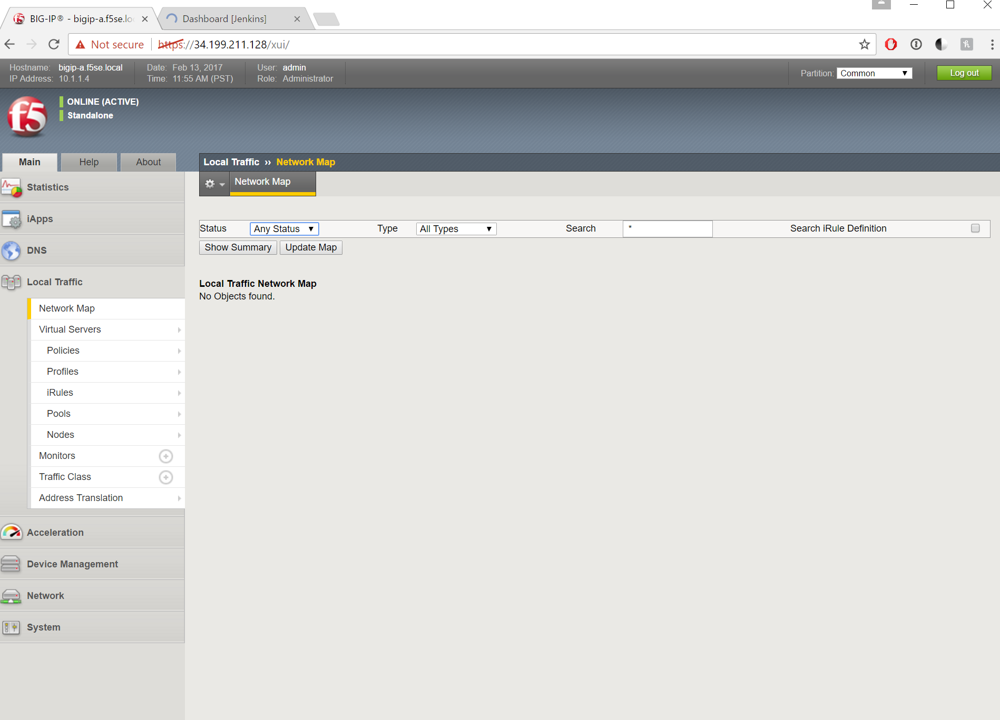 BIG-IP® - bigip-a.f5se.loc
Dashboard [Jenkins]
Not secure https://34.199.211.128/xui/
Hostname: bigip-a.f5se.local Date: Feb 13, 2017 User: admin
IP Address: 10.1.1.4 Time: 11:55 AM (PST) Role: Administrator
Partition: Common Log out
f5
ONLINE (ACTIVE)
Standalone
Main Help About
Local Traffic ›› Network Map
Network Map
Statistics
iApps
DNS
Local Traffic
Network Map
Virtual Servers
Policies
Profiles
iRules
Pools
Nodes
Monitors
Traffic Class
Address Translation
Acceleration
Device Management
Network
System
Status Any Status Type All Types Search * Search iRule Definition
Show Summary Update Map
Local Traffic Network Map
No Objects found.